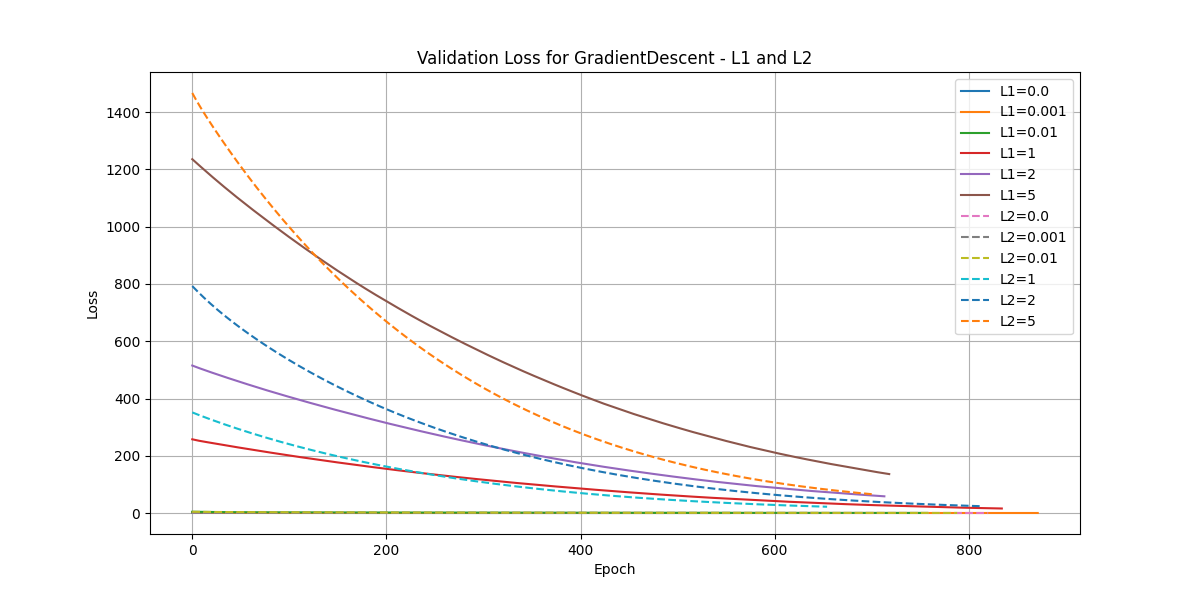 Validation Loss for GradientDescent - L1 and L2
1400
1200
1000
800
600
400
200
0
Loss
0
200
400
600
800
Epoch
L1=0.0
L1=0.001
L1=0.01
L1=1
L1=2
L1=5
L2=0.0
L2=0.001
L2=0.01
L2=1
L2=2
L2=5